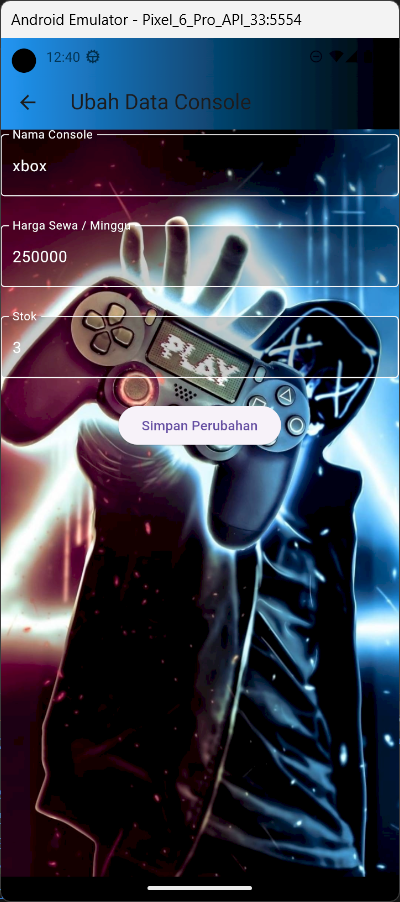 Android Emulator - Pixel_6_Pro_API_33:5554
12:40
Ubah Data Console
Nama Console
xbox
Harga Sewa / Minggu
250000
Stok
3
PLAY
Simpan Perubahan